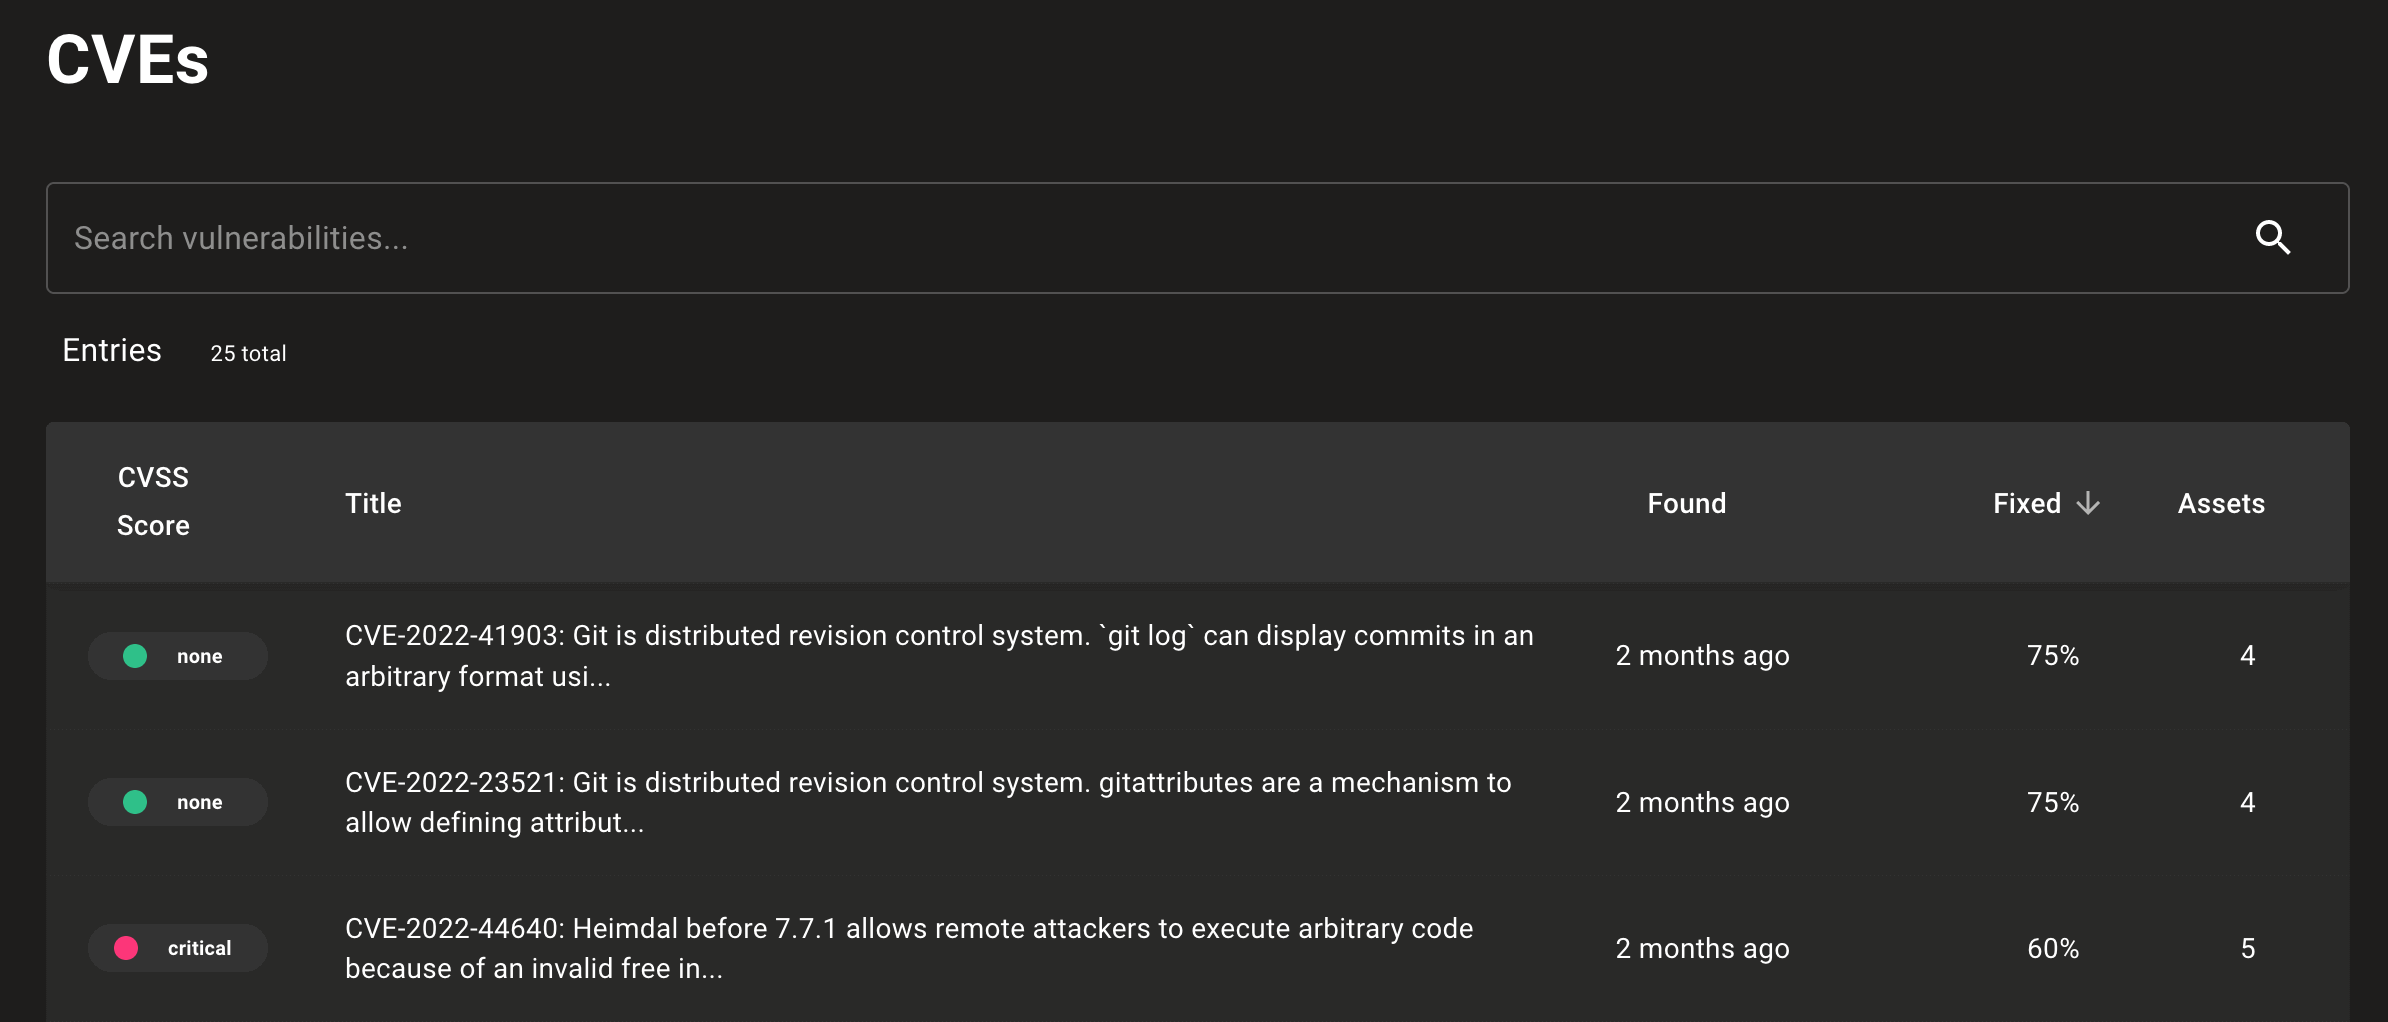 CVEs
Search vulnerabilities...
Entries 25 total
CVSS Score Title Found Fixed Assets
none CVE-2022-41903: Git is distributed revision control system. `git log` can display commits in an 2 months ago 75% 4
arbitrary format usi...
none CVE-2022-23521: Git is distributed revision control system. gitattributes are a mechanism to 2 months ago 75% 4
allow defining attribut...
critical CVE-2022-44640: Heimdal before 7.7.1 allows remote attackers to execute arbitrary code 2 months ago 60% 5
because of an invalid free in...